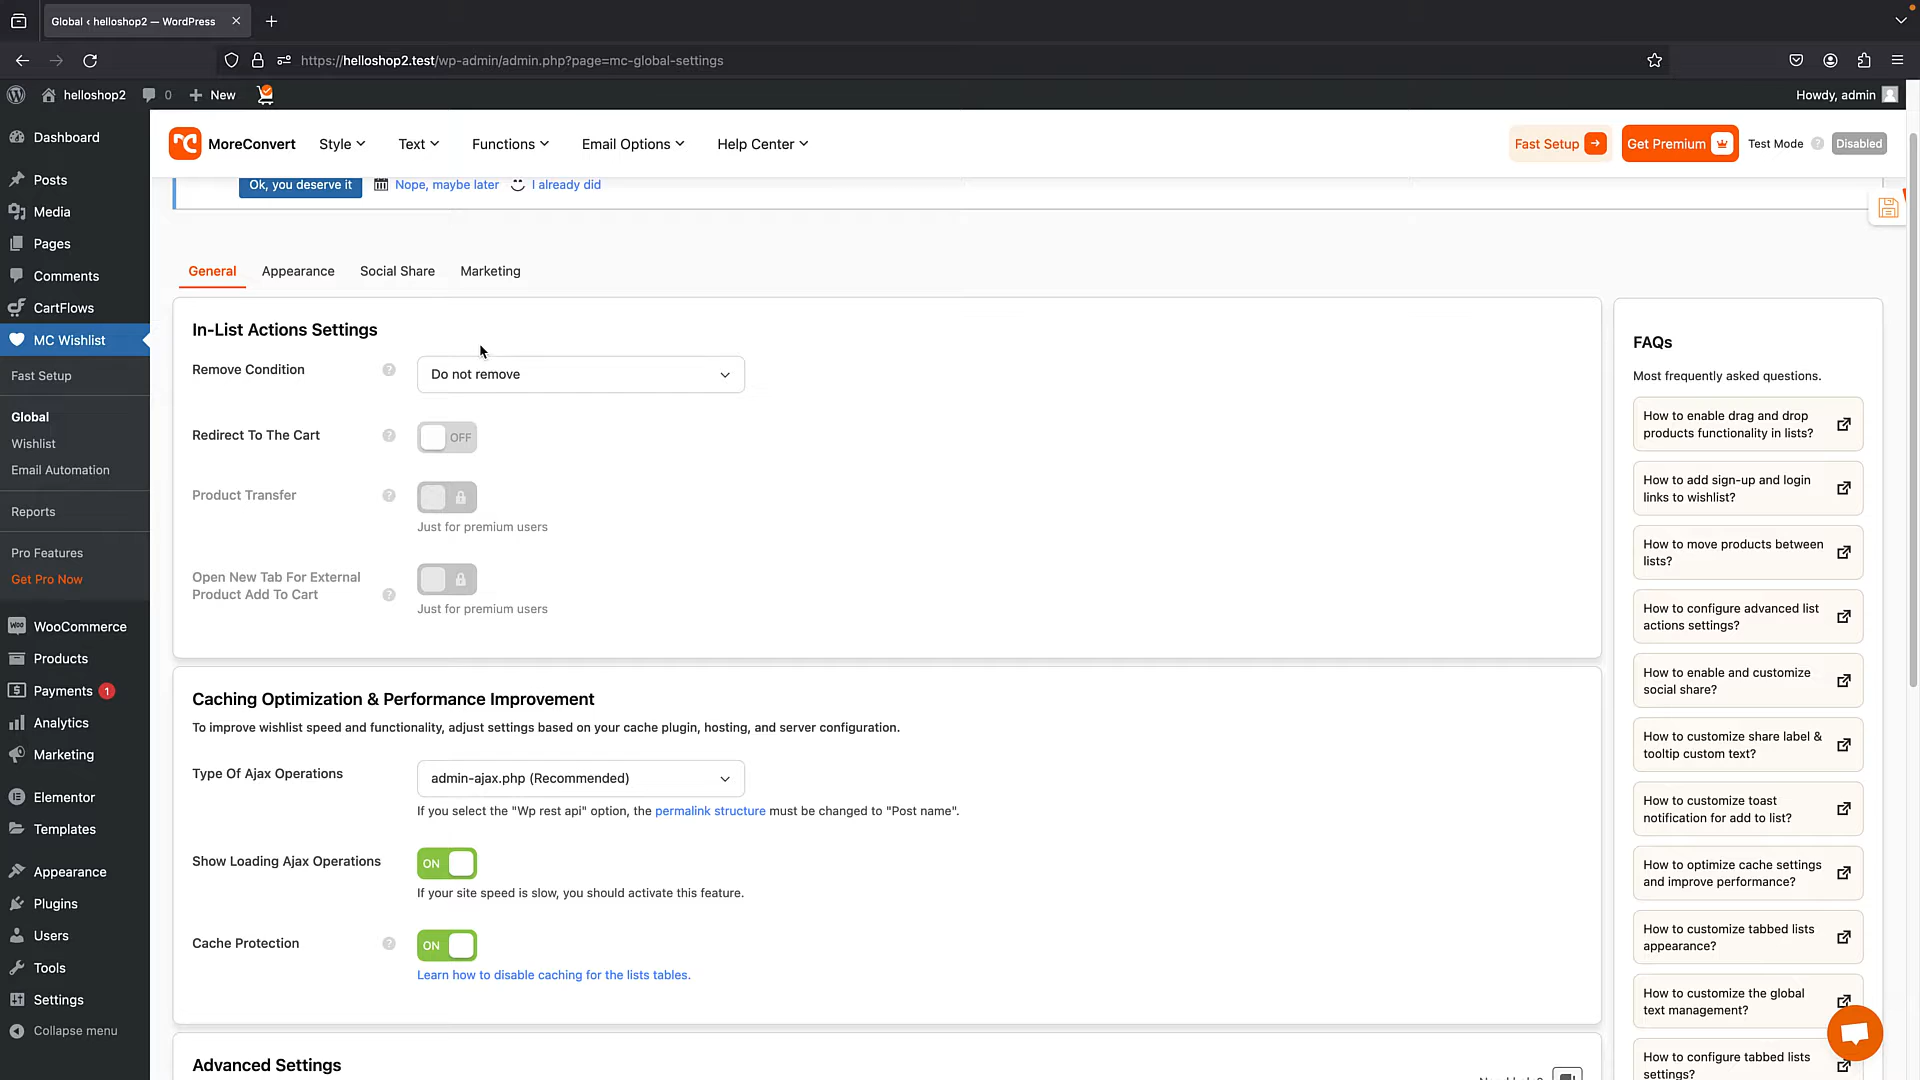 Global ‹ helloshop2 — WordPress
https://helloshop2.test/wp-admin/admin.php?page=mc-global-settings
helloshop2
0
New
Howdy, admin
MoreConvert
Style
Text
Functions
Email Options
Help Center
Fast Setup
Get Premium
Test Mode
Disabled
Dashboard
Posts
Media
Pages
Comments
CartFlows
MC Wishlist
Fast Setup
Global
Wishlist
Email Automation
Reports
Pro Features
Get Pro Now
WooCommerce
Products
Payments 1
Analytics
Marketing
Elementor
Templates
Appearance
Plugins
Users
Tools
Settings
Collapse menu
Ok, you deserve it
Nope, maybe later
I already did
General
Appearance
Social Share
Marketing
In-List Actions Settings
Remove Condition
?
Do not remove
Redirect To The Cart
?
OFF
Product Transfer
?
Just for premium users
Open New Tab For External
Product Add To Cart
?
Just for premium users
Caching Optimization & Performance Improvement
To improve wishlist speed and functionality, adjust settings based on your cache plugin, hosting, and server configuration.
Type Of Ajax Operations
admin-ajax.php (Recommended)
If you select the "Wp rest api" option, the permalink structure must be changed to "Post name".
Show Loading Ajax Operations
ON
If your site speed is slow, you should activate this feature.
Cache Protection
?
ON
Learn how to disable caching for the lists tables.
Advanced Settings
FAQs
Most frequently asked questions.
How to enable drag and drop
products functionality in lists?
How to add sign-up and login
links to wishlist?
How to move products between
lists?
How to configure advanced list
actions settings?
How to enable and customize
social share?
How to customize share label &
tooltip custom text?
How to customize toast
notification for add to list?
How to optimize cache settings
and improve performance?
How to customize tabbed lists
appearance?
How to customize the global
text management?
How to configure tabbed lists
settings?